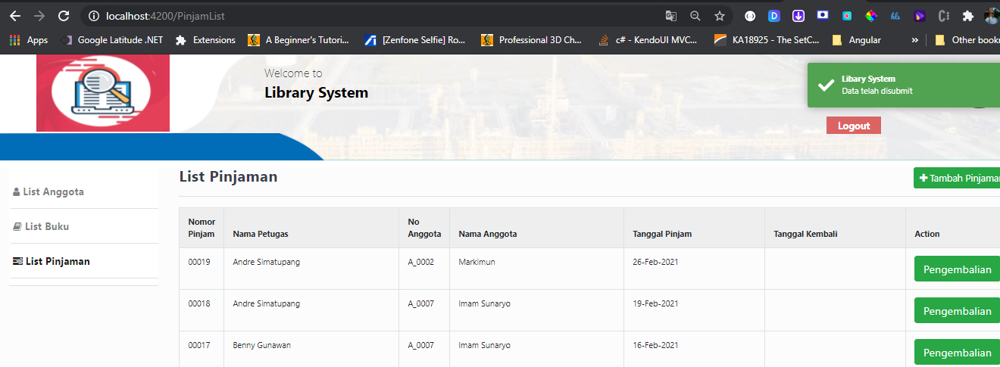 localhost:4200/PinjamList
Apps
Google Latitude .NET
Extensions
A Beginner's Tutori...
[Zenfone Selfie] Ro...
Professional 3D Ch...
c# - KendoUI MVC...
KA18925 - The SetC...
Angular
»
Other bookm
Welcome to
Library System
Libary System
Data telah disubmit
Logout
List Anggota
List Buku
List Pinjaman
List Pinjaman
Tambah Pinjaman
Nomor Pinjam Nama Petugas No Anggota Nama Anggota Tanggal Pinjam Tanggal Kembali Action
00019 Andre Simatupang A_0002 Markimun 26-Feb-2021 Pengembalian
00018 Andre Simatupang A_0007 Imam Sunaryo 19-Feb-2021 Pengembalian
00017 Benny Gunawan A_0007 Imam Sunaryo 16-Feb-2021 Pengembalian